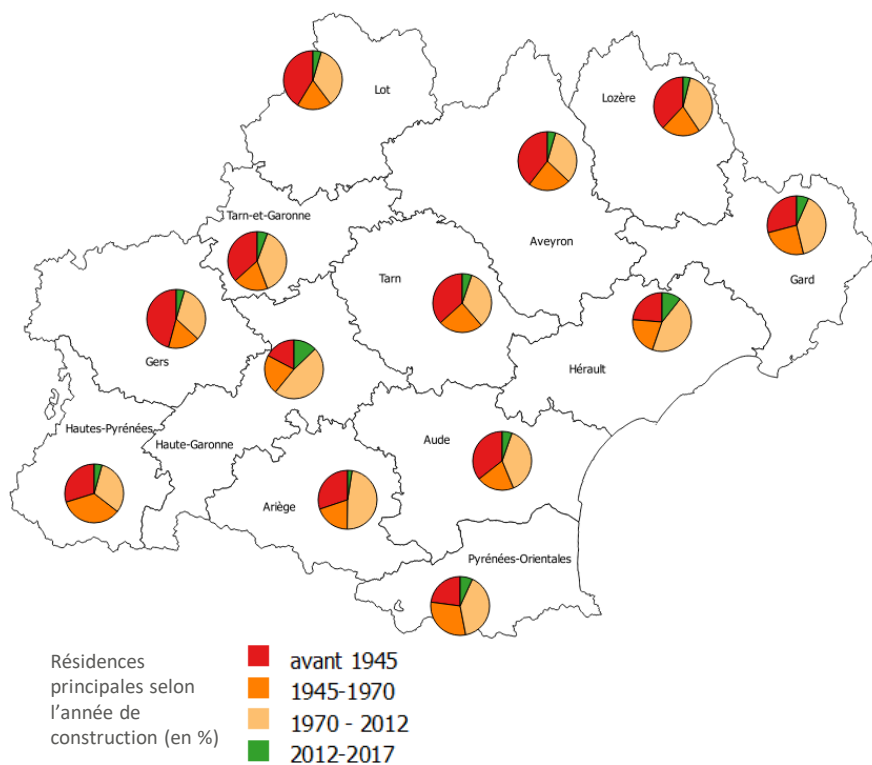 Lot
Lozère
Tarn-et-Garonne
Aveyron
Gard
Tarn
Gers
Hérault
Hautes-Pyrénées
Haute-Garonne
Aude
Ariège
Pyrénées-Orientales
Résidences
principales selon
l’année de
construction (en %)
avant 1945
1945-1970
1970 - 2012
2012-2017